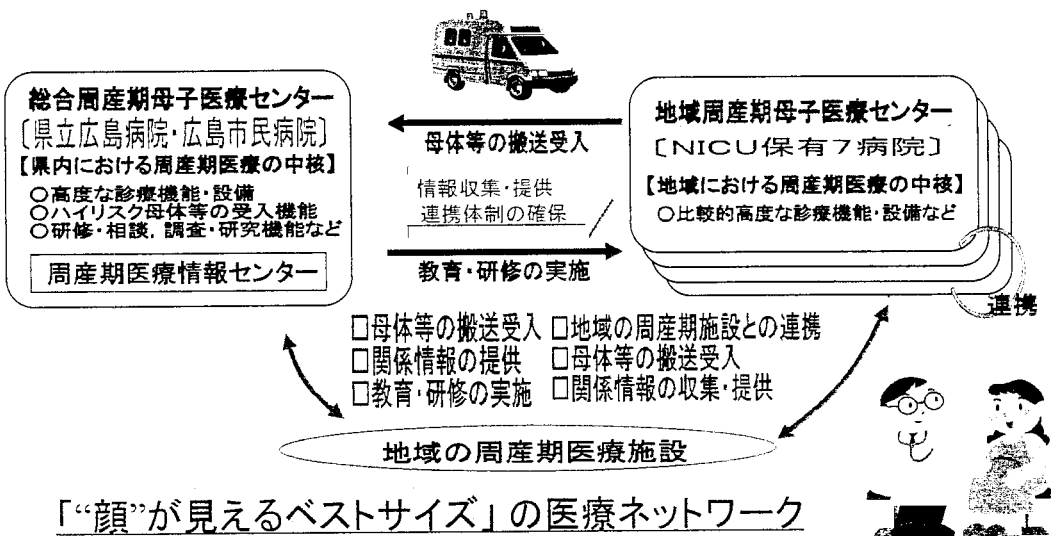 総合周産期母子医療センター
〔県立広島病院・広島市民病院〕
【県内における周産期医療の中核】
○高度な診療機能・設備
○ハイリスク母体等の受入機能
○研修・相談，調査・研究機能など
周産期医療情報センター
母体等の搬送受入
情報収集・提供
連携体制の確保
教育・研修の実施
地域周産期母子医療センター
〔NICU保有7病院〕
【地域における周産期医療の中核】
○比較的高度な診療機能・設備など
連携
□母体等の搬送受入
□関係情報の提供
□教育・研修の実施
□地域の周産期施設との連携
□母体等の搬送受入
□関係情報の収集・提供
地域の周産期医療施設
「“顔”が見えるベストサイズ」の医療ネットワーク